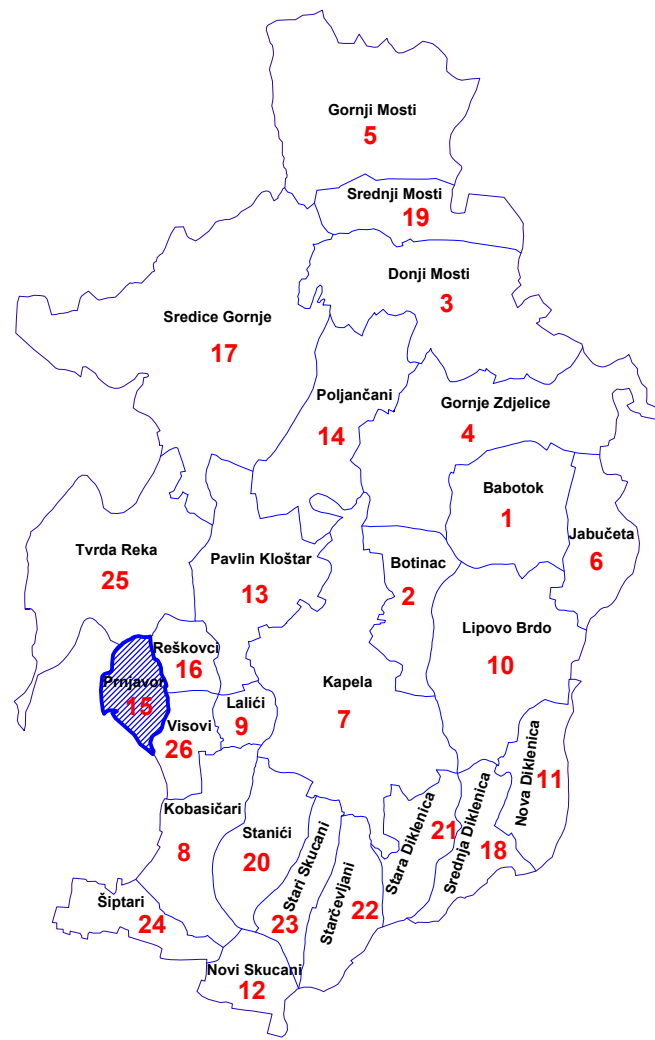 Gornji Mosti
5
Srednji Mosti
19
Donji Mosti
3
Sredice Gornje
17
Poljančani
14
Gornje Zdjelice
4
Babotok
1
Jabučeta
6
Tvrda Reka
25
Pavlin Kloštar
13
Botinac
2
Lipovo Brdo
10
Reškovci
16
Prnjavor
15
Kapela
7
Lalići
9
Visovi
26
Nova Diklenica
11
Kobasičari
8
Stanići
20
Stari Skucani
23
Starčevljani
22
Stara Diklenica
21
Srednja Diklenica
18
Šiptari
24
Novi Skucani
12